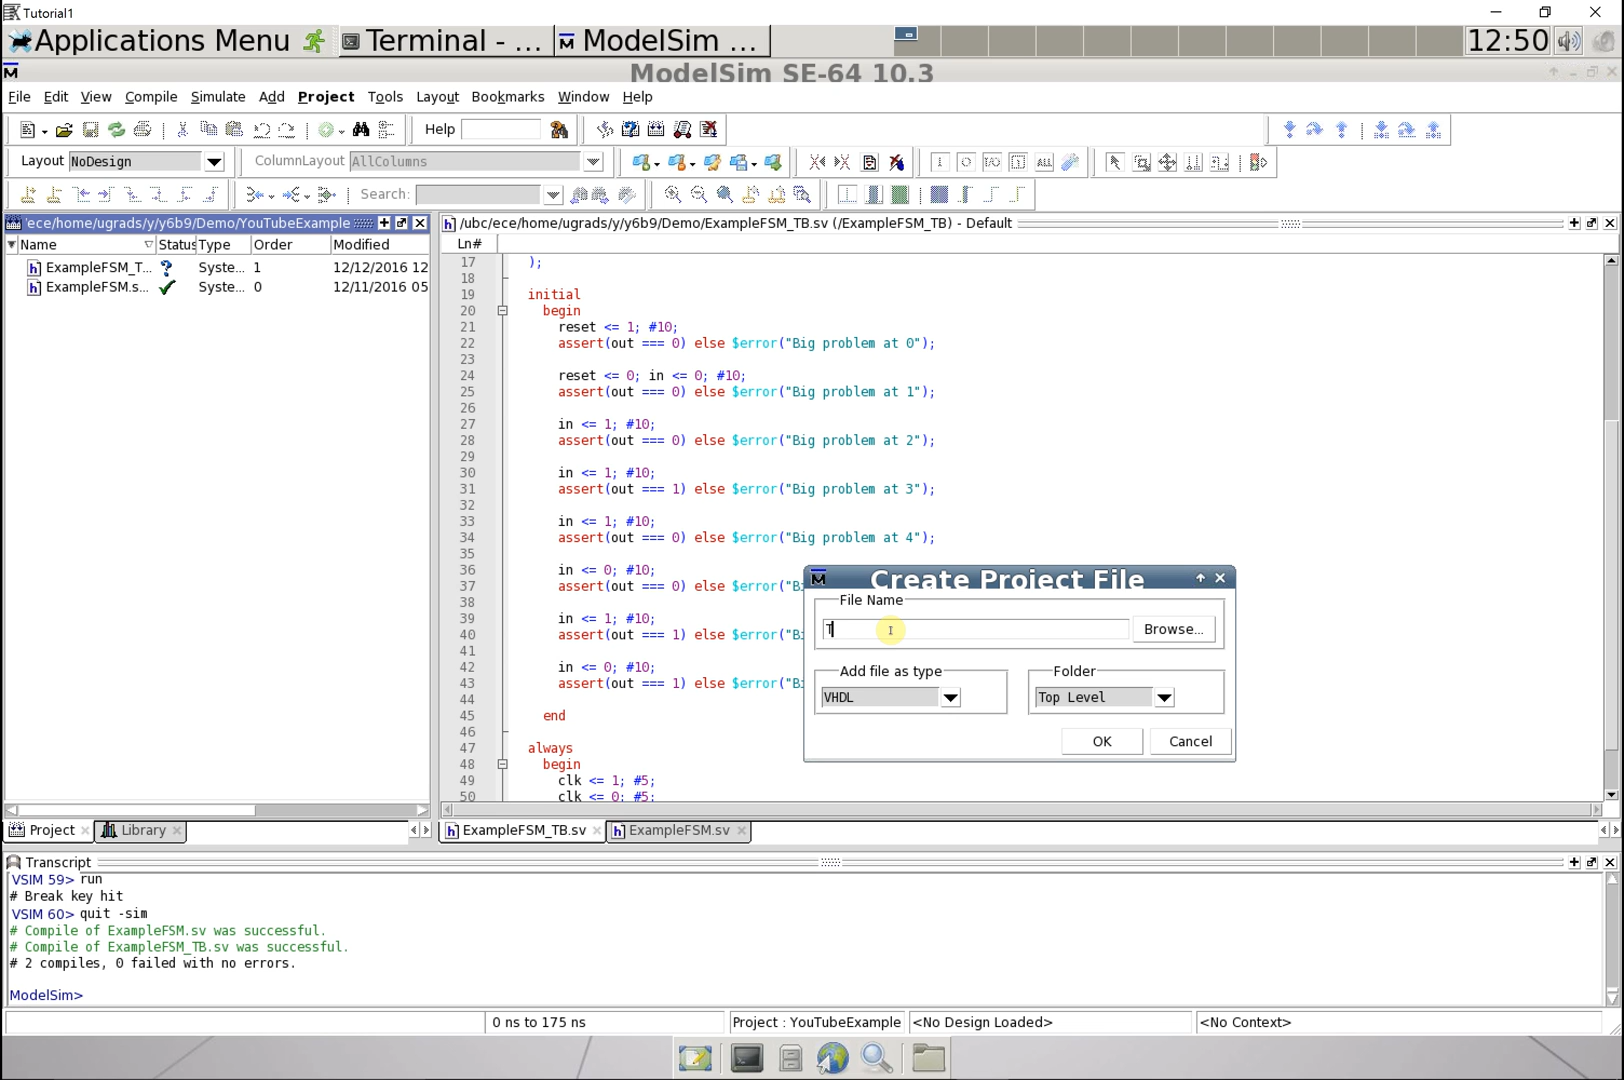 Tutorial1
Applications Menu
Terminal - ...
ModelSim ...
12:50
ModelSim SE-64 10.3
File Edit View Compile Simulate Add Project Tools Layout Bookmarks Window Help
Help
Layout NoDesign
ColumnLayout AllColumns
Search:
'ece/home/ugrads/y/y6b9/Demo/YouTubeExample
Name Status Type Order Modified
ExampleFSM_T... ? Syste... 1 12/12/2016 12
ExampleFSM.s... Syste... 0 12/11/2016 05
Project Library
/ubc/ece/home/ugrads/y/y6b9/Demo/ExampleFSM_TB.sv (/ExampleFSM_TB) - Default
Ln#
17 );
18
19 initial
20 begin
21 reset <= 1; #10;
22 assert(out === 0) else $error("Big problem at 0");
23
24 reset <= 0; in <= 0; #10;
25 assert(out === 0) else $error("Big problem at 1");
26
27 in <= 1; #10;
28 assert(out === 0) else $error("Big problem at 2");
29
30 in <= 1; #10;
31 assert(out === 1) else $error("Big problem at 3");
32
33 in <= 1; #10;
34 assert(out === 0) else $error("Big problem at 4");
35
36 in <= 0; #10;
37 assert(out === 0) else $error("Bi
38
39 in <= 1; #10;
40 assert(out === 1) else $error("Bi
41
42 in <= 0; #10;
43 assert(out === 1) else $error("Bi
44
45 end
46
47 always
48 begin
49 clk <= 1; #5;
50 clk <= 0; #5;
ExampleFSM_TB.sv ExampleFSM.sv
Create Project File
File Name
T
Browse...
Add file as type
VHDL
Folder
Top Level
OK
Cancel
Transcript
VSIM 59> run
# Break key hit
VSIM 60> quit -sim
# Compile of ExampleFSM.sv was successful.
# Compile of ExampleFSM_TB.sv was successful.
# 2 compiles, 0 failed with no errors.
ModelSim>
0 ns to 175 ns
Project : YouTubeExample
<No Design Loaded>
<No Context>